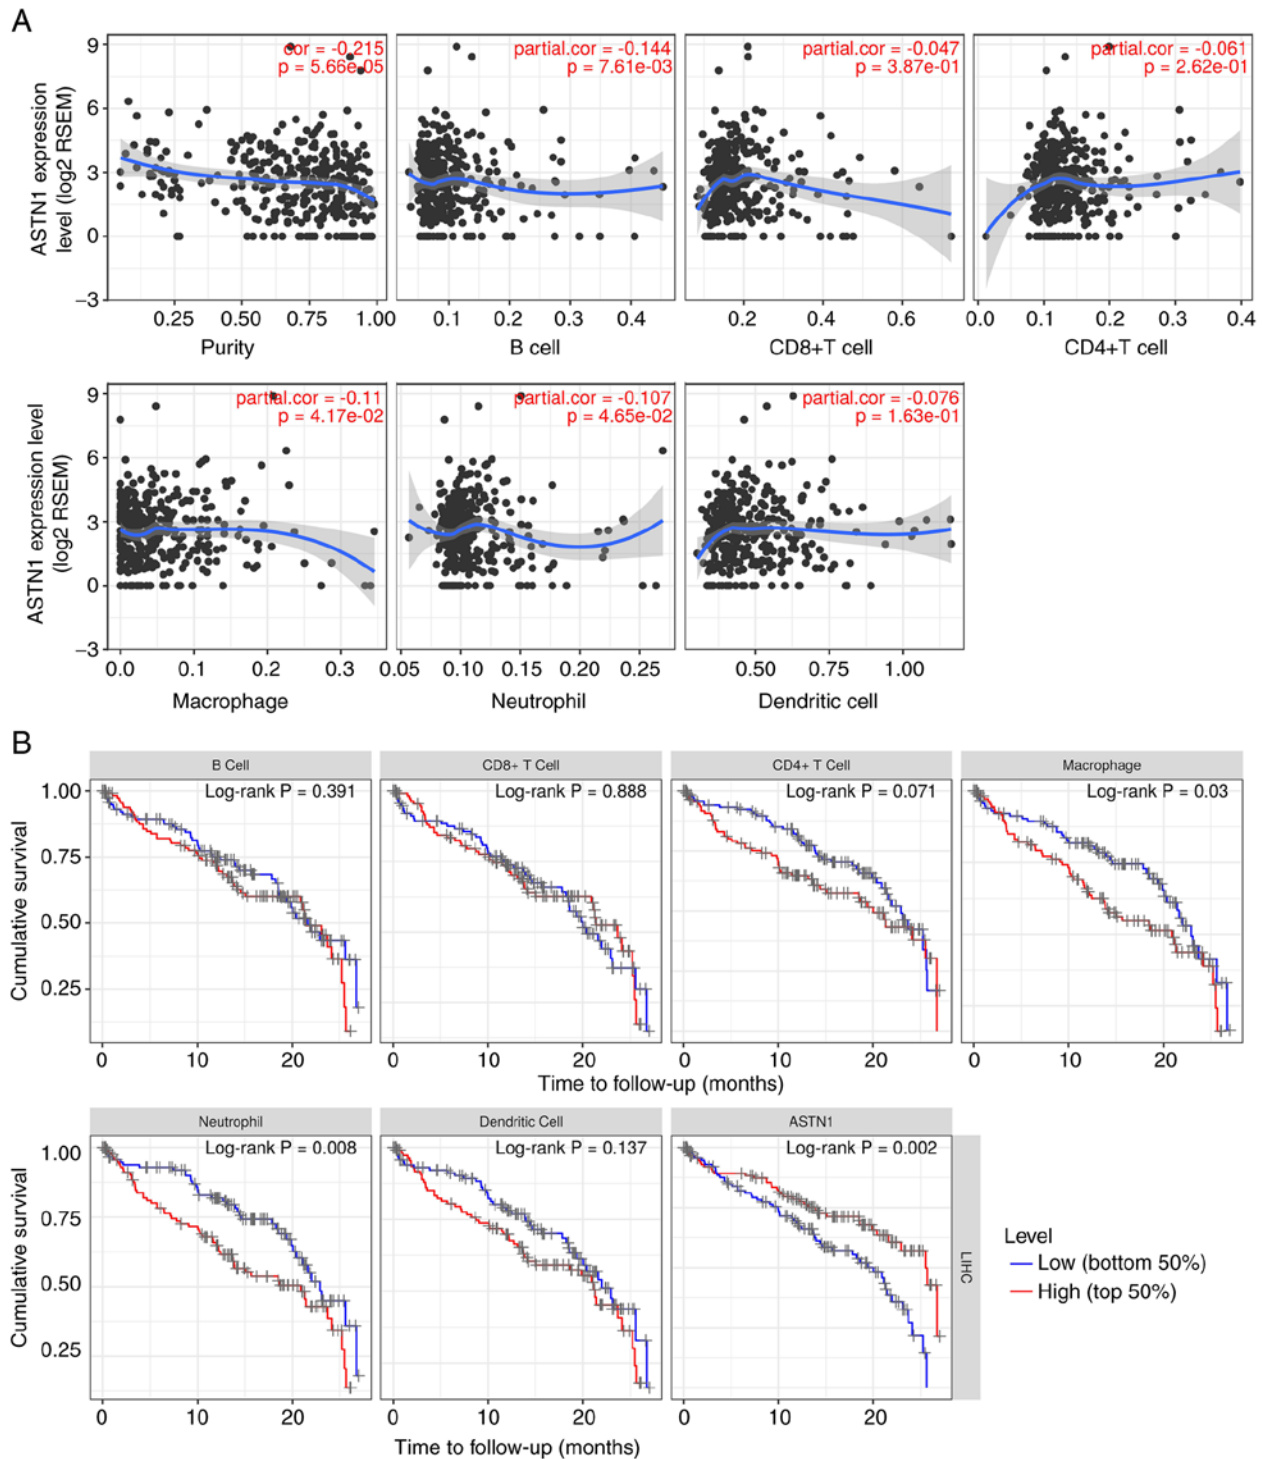 A
cor = -0.215
p = 5.66e-05
partial.cor = -0.144
p = 7.61e-03
partial.cor = -0.047
p = 3.87e-01
partial.cor = -0.061
p = 2.62e-01
ASTN1 expression
level (log2 RSEM)
9
6
3
0
−3
0.25 0.50 0.75 1.00
Purity
0.1 0.2 0.3 0.4
B cell
0.2 0.4 0.6
CD8+T cell
0.0 0.1 0.2 0.3 0.4
CD4+T cell
partial.cor = -0.11
p = 4.17e-02
partial.cor = -0.107
p = 4.65e-02
partial.cor = -0.076
p = 1.63e-01
ASTN1 expression level
(log2 RSEM)
9
6
3
0
−3
0.0 0.1 0.2 0.3
Macrophage
0.05 0.10 0.15 0.20 0.25
Neutrophil
0.50 0.75 1.00
Dendritic cell
B
B Cell
CD8+ T Cell
CD4+ T Cell
Macrophage
Log-rank P = 0.391
Log-rank P = 0.888
Log-rank P = 0.071
Log-rank P = 0.03
Cumulative survival
1.00
0.75
0.50
0.25
0 10 20
0 10 20
0 10 20
0 10 20
Time to follow-up (months)
Neutrophil
Dendritic Cell
ASTN1
Log-rank P = 0.008
Log-rank P = 0.137
Log-rank P = 0.002
Cumulative survival
1.00
0.75
0.50
0.25
LIHC
Level
Low (bottom 50%)
High (top 50%)
0 10 20
0 10 20
0 10 20
Time to follow-up (months)